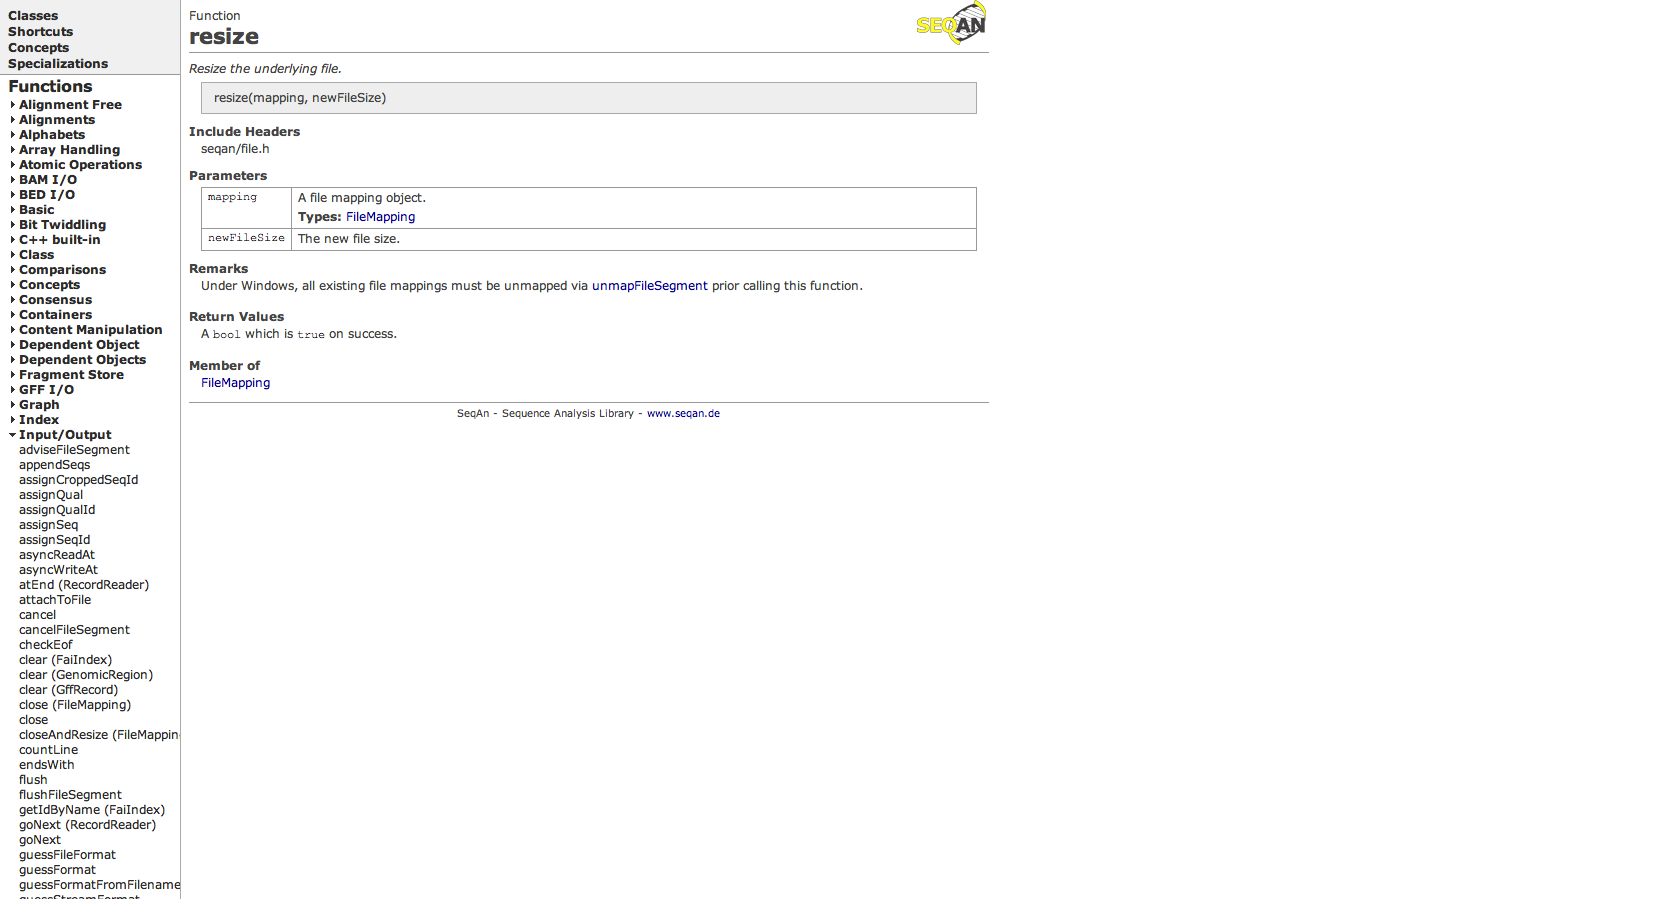 Classes
Shortcuts
Concepts
Specializations
Functions
Alignment Free
Alignments
Alphabets
Array Handling
Atomic Operations
BAM I/O
BED I/O
Basic
Bit Twiddling
C++ built-in
Class
Comparisons
Concepts
Consensus
Containers
Content Manipulation
Dependent Object
Dependent Objects
Fragment Store
GFF I/O
Graph
Index
Input/Output
adviseFileSegment
appendSeqs
assignCroppedSeqId
assignQual
assignQualId
assignSeq
assignSeqId
asyncReadAt
asyncWriteAt
atEnd (RecordReader)
attachToFile
cancel
cancelFileSegment
checkEof
clear (FaiIndex)
clear (GenomicRegion)
clear (GffRecord)
close (FileMapping)
close
closeAndResize (FileMappin
countLine
endsWith
flush
flushFileSegment
getIdByName (FaiIndex)
goNext (RecordReader)
goNext
guessFileFormat
guessFormat
guessFormatFromFilename
guessStreamFormat
Function
resize
SEQAN
Resize the underlying file.
resize(mapping, newFileSize)
Include Headers
seqan/file.h
Parameters
mapping A file mapping object.
Types: FileMapping
newFileSize The new file size.
Remarks
Under Windows, all existing file mappings must be unmapped via unmapFileSegment prior calling this function.
Return Values
A bool which is true on success.
Member of
FileMapping
SeqAn - Sequence Analysis Library - www.seqan.de